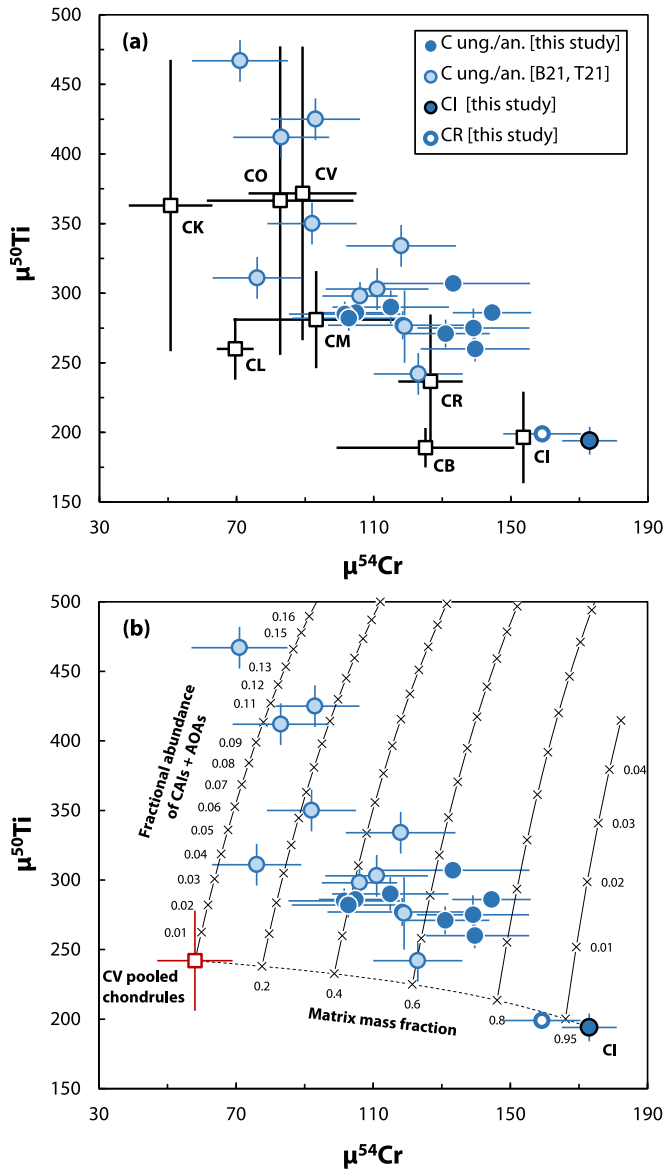 (a)
C ung./an. [this study]
C ung./an. [B21, T21]
CI [this study]
CR [this study]
500
450
400
350
300
250
200
150
μ⁵⁰Ti
CO
CV
CK
CL
CM
CR
CB
CI
30
70
110
150
190
μ⁵⁴Cr
(b)
500
450
400
350
300
250
200
150
μ⁵⁰Ti
0.16
0.15
0.13
0.12
0.11
0.09
0.08
0.07
0.06
0.05
0.04
0.03
0.02
0.01
Fractional abundance
of CAIs + AOAs
0.04
0.03
0.02
0.01
CV pooled
chondrules
0.2
0.4
0.6
0.8
0.95
Matrix mass fraction
CI
30
70
110
150
190
μ⁵⁴Cr